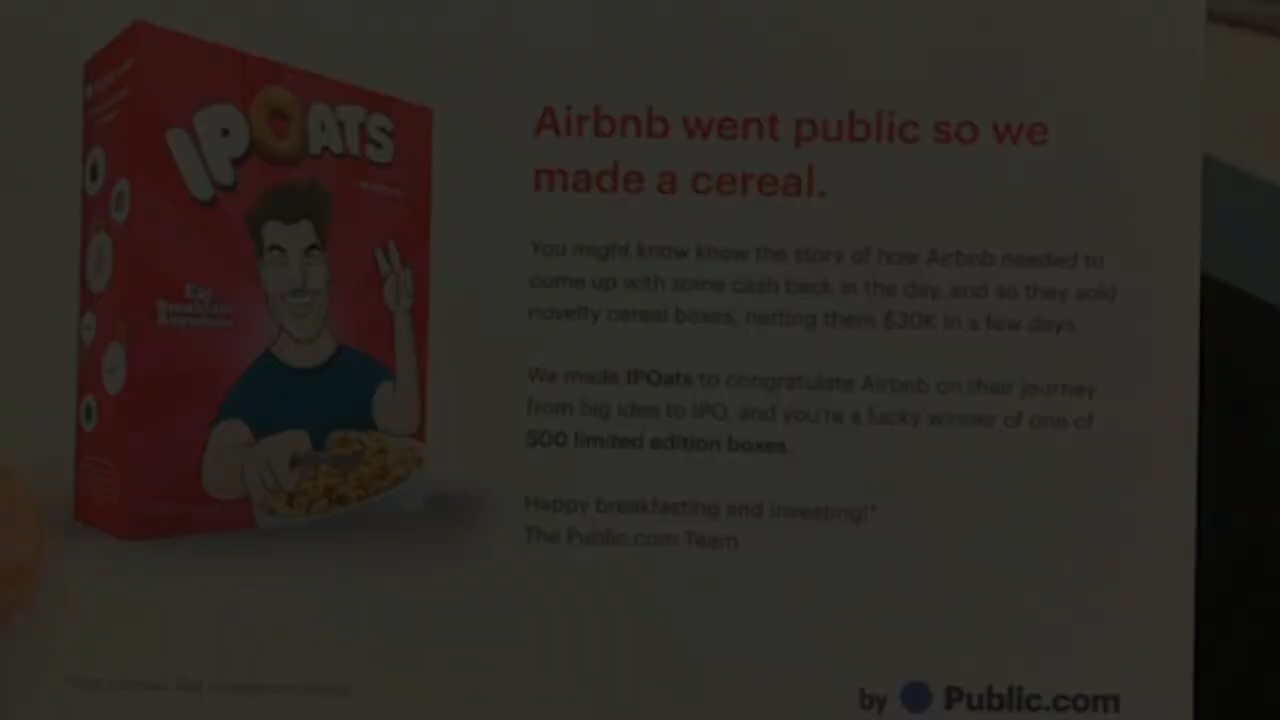 IPOATS
Airbnb went public so we
made a cereal.
You might know know the story of how Airbnb needed to
come up with some cash back in the day, and so they sold
novelty cereal boxes, netting them $30K in a few days.
We made IPOats to congratulate Airbnb on their journey
from big idea to IPO, and you're a lucky winner of one of
500 limited edition boxes.
Happy breakfasting and investing!*
The Public.com Team
by Public.com